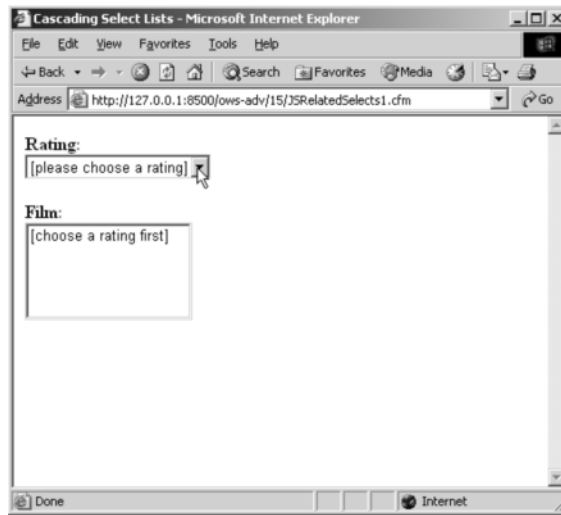 Cascading Select Lists - Microsoft Internet Explorer
File Edit View Favorites Tools Help
Back Search Favorites Media
Address http://127.0.0.1:8500/ows-adv/15/JSRelatedSelects1.cfm Go
Rating:
[please choose a rating]
Film:
[choose a rating first]
Done Internet